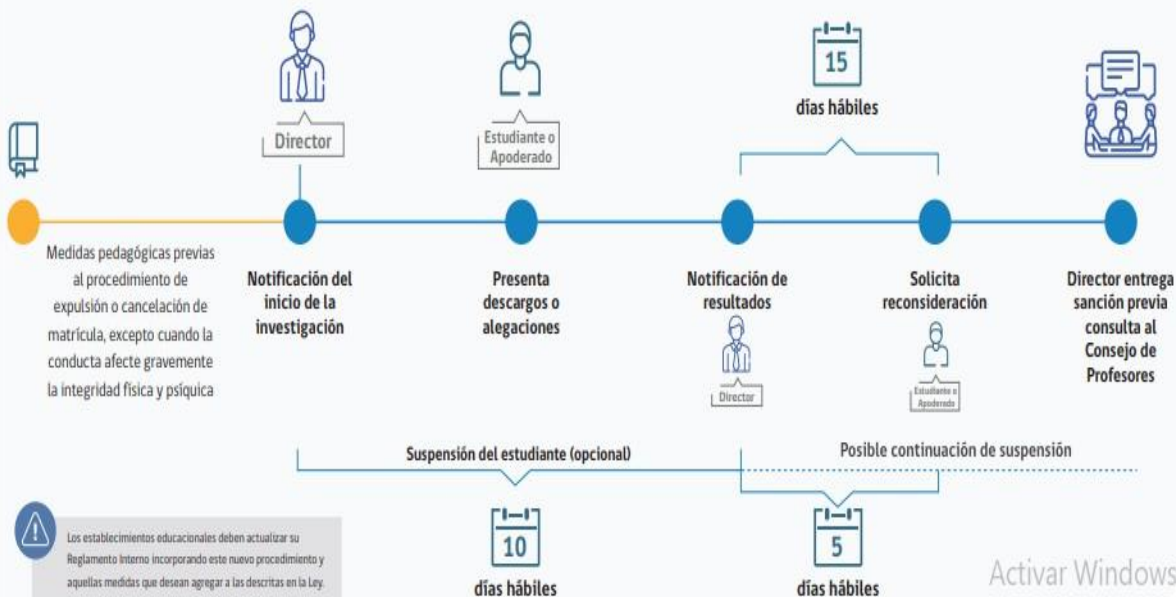 15
días hábiles
Director
Estudiante o
Apoderado
Medidas pedagógicas previas
al procedimiento de
expulsión o cancelación de
matrícula, excepto cuando la
conducta afecte gravemente
la integridad física y psíquica
Notificación del
inicio de la
investigación
Presenta
descargos o
alegaciones
Notificación de
resultados
Director
Solicita
reconsideración
Estudiante o
Apoderado
Director entrega
sanción previa
consulta al
Consejo de
Profesores
Suspensión del estudiante (opcional)
Posible continuación de suspensión
10
días hábiles
5
días hábiles
Los establecimientos educacionales deben actualizar su
Reglamento Interno incorporando este nuevo procedimiento y
aquellas medidas que desean agregar a las descritas en la Ley.
Activar Windows